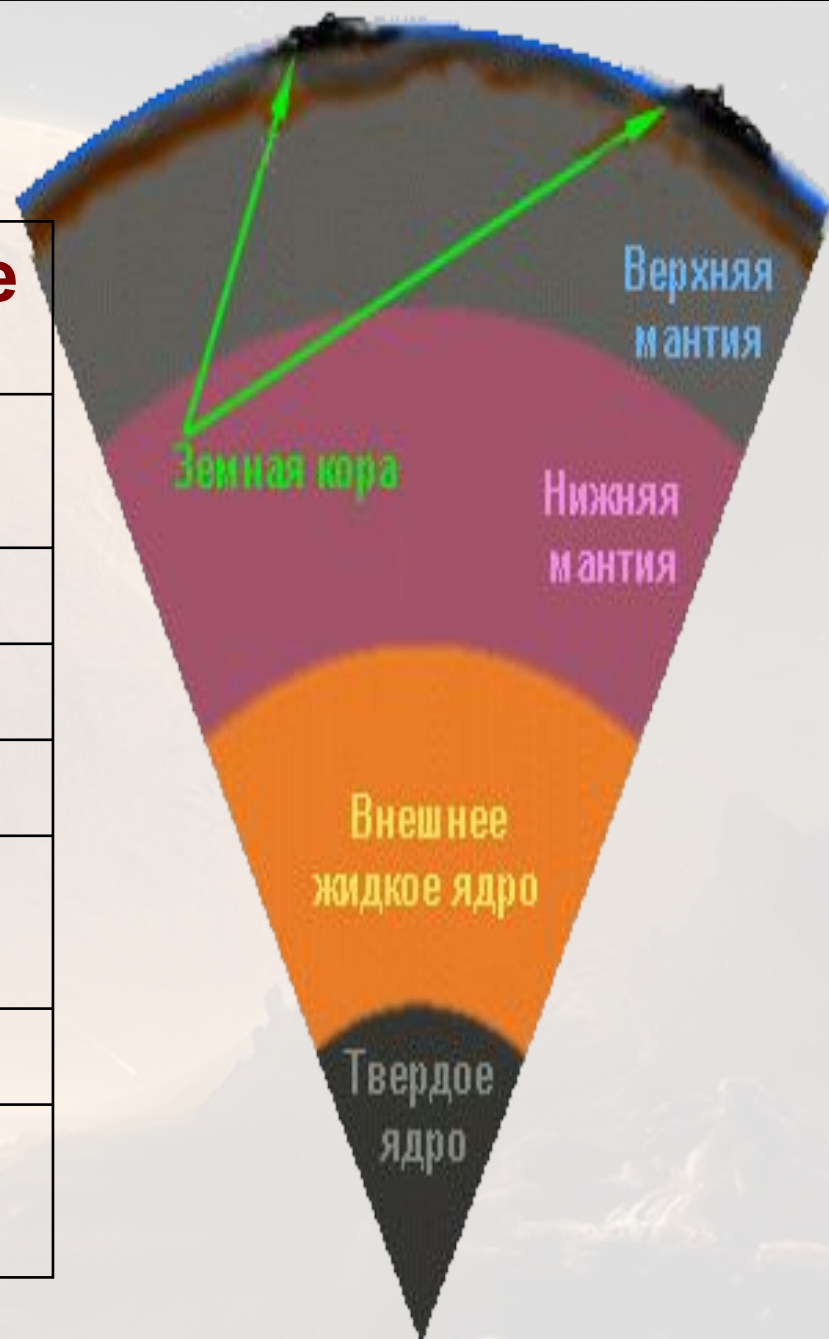 е
Верхняя
мантия
Земная кора
Нижняя
мантия
Внешнее
жидкое ядро
Твердое
ядро